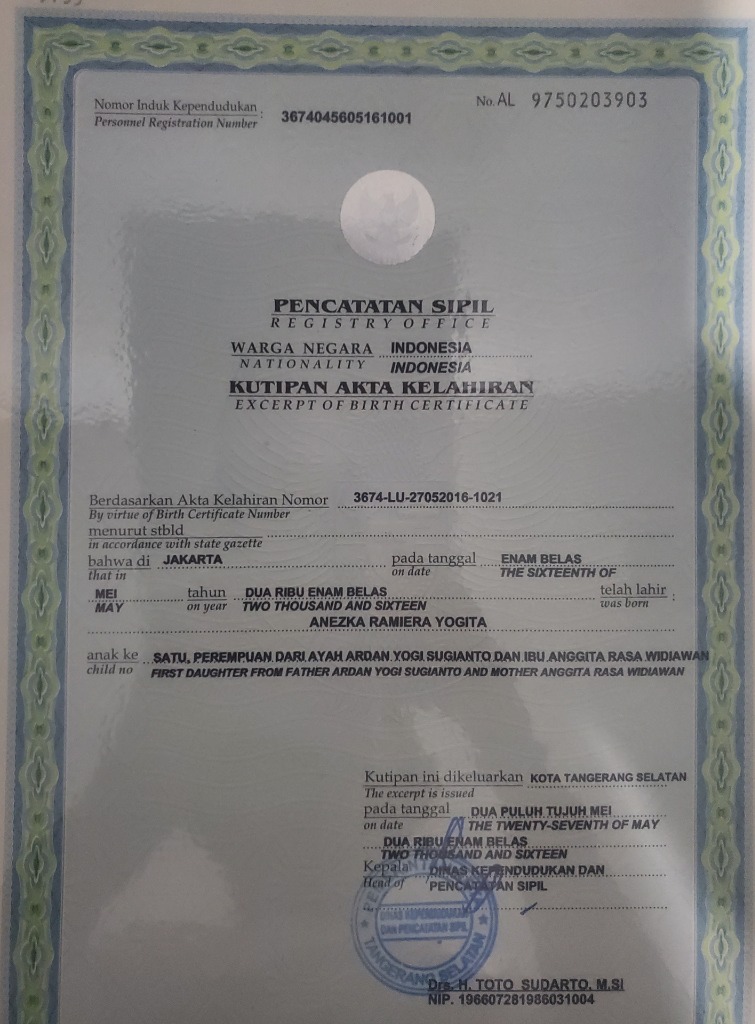 Nomor Induk Kependudukan : 3674045605161001
Personnel Registration Number
No. AL 9750203903
PENCATATAN SIPIL
REGISTRY OFFICE
WARGA NEGARA INDONESIA
NATIONALITY INDONESIA
KUTIPAN AKTA KELAHIRAN
EXCERPT OF BIRTH CERTIFICATE
Berdasarkan Akta Kelahiran Nomor 3674-LU-27052016-1021
By virtue of Birth Certificate Number
menurut stbld
in accordance with state gazette
bahwa di JAKARTA pada tanggal ENAM BELAS
that in on date THE SIXTEENTH OF
MEI tahun DUA RIBU ENAM BELAS telah lahir :
MAY on year TWO THOUSAND AND SIXTEEN was born
ANEZKA RAMIERA YOGITA
anak ke SATU, PEREMPUAN DARI AYAH ARDAN YOGI SUGIANTO DAN IBU ANGGITA RASA WIDIAWAN
child no FIRST DAUGHTER FROM FATHER ARDAN YOGI SUGIANTO AND MOTHER ANGGITA RASA WIDIAWAN
Kutipan ini dikeluarkan KOTA TANGERANG SELATAN
The excerpt is issued
pada tanggal DUA PULUH TUJUH MEI
on date THE TWENTY-SEVENTH OF MAY
DUA RIBU ENAM BELAS
TWO THOUSAND AND SIXTEEN
Kepala DINAS KEPENDUDUKAN DAN
Head of PENCATATAN SIPIL
DINAS KEPENDUDUKAN
DAN PENCATATAN SIPIL
TANGERANG SELATAN
Drs. H. TOTO SUDARTO, M.SI
NIP. 196607281986031004